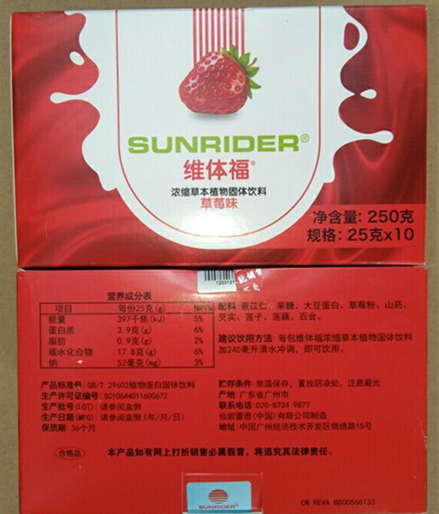 SUNRIDER®
维体福®
浓缩草本植物固体饮料
草莓味
净含量: 250克
规格: 25克x10
营养成分表
项目 每份25克(g) NRV%
能量 397千焦(kJ) 5%
蛋白质 3.9克(g) 6%
脂肪 0.9克(g) 2%
碳水化合物 17.8克(g) 6%
钠 52毫克(mg) 3%
配料: 薏苡仁、果糖、大豆蛋白、草莓粉、山药、
芡实、莲子、莲藕、百合。
建议饮用方法: 每包维体福浓缩草本植物固体饮料
加240毫升清水冲调, 即可饮用。
产品标准号: GB/T 29602植物蛋白固体饮料
生产许可证编号: SC10644011600672
生产批号(LOT): 请参阅盒侧
生产日期(MFG): 请参阅盒侧(年/月/日)
保质期: 36个月
贮存条件: 常温保存, 置放阴凉处, 注意避光
产地: 广东省广州市
联系电话: 020-8734 9877
仙妮蕾德(中国)有限公司制造
地址: 中国广州经济技术开发区锦绣路15号
合格品
本产品如有网上打折销售必属假冒, 将追究其法律责任。
SUNRIDER
CN REVA BB00568133